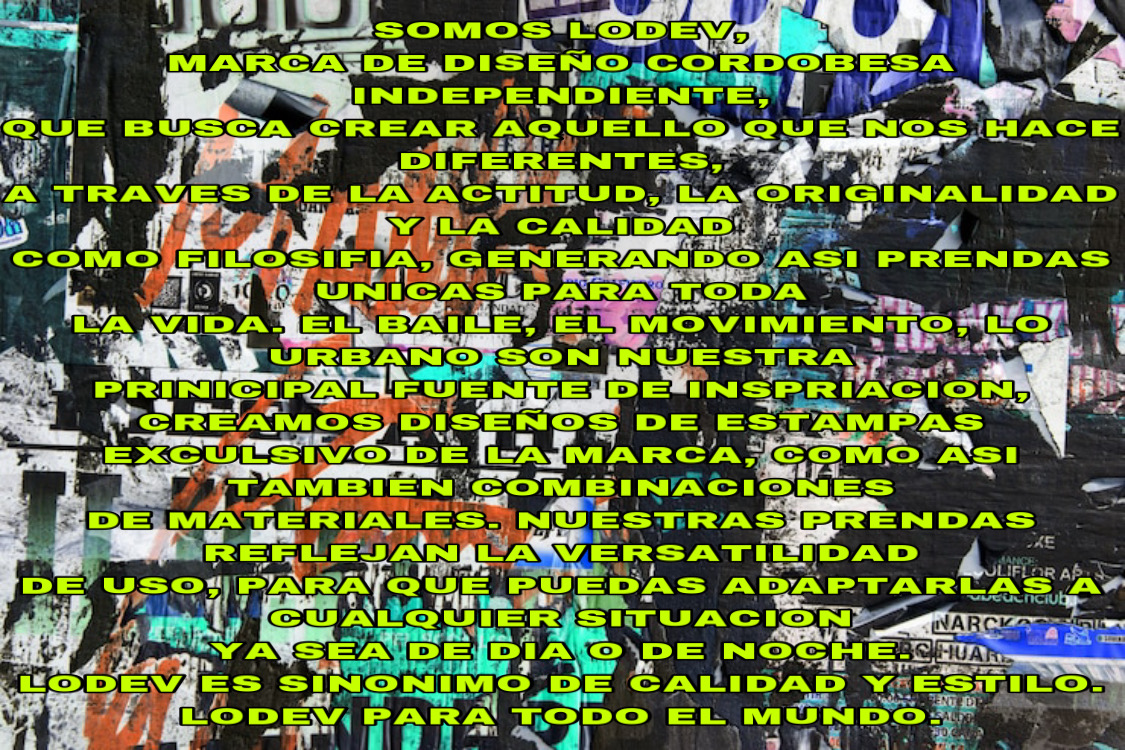 SOMOS LODEV,
MARCA DE DISEÑO CORDOBESA
INDEPENDIENTE,
QUE BUSCA CREAR AQUELLO QUE NOS HACE
DIFERENTES,
A TRAVES DE LA ACTITUD, LA ORIGINALIDAD
Y LA CALIDAD
COMO FILOSIFIA, GENERANDO ASI PRENDAS
UNICAS PARA TODA
LA VIDA. EL BAILE, EL MOVIMIENTO, LO
URBANO SON NUESTRA
PRINICIPAL FUENTE DE INSPRIACION,
CREAMOS DISEÑOS DE ESTAMPAS
EXCULSIVO DE LA MARCA, COMO ASI
TAMBIEN COMBINACIONES
DE MATERIALES. NUESTRAS PRENDAS
REFLEJAN LA VERSATILIDAD
DE USO, PARA QUE PUEDAS ADAPTARLAS A
CUALQUIER SITUACION
YA SEA DE DIA O DE NOCHE.
LODEV ES SINONIMO DE CALIDAD Y ESTILO.
LODEV PARA TODO EL MUNDO.